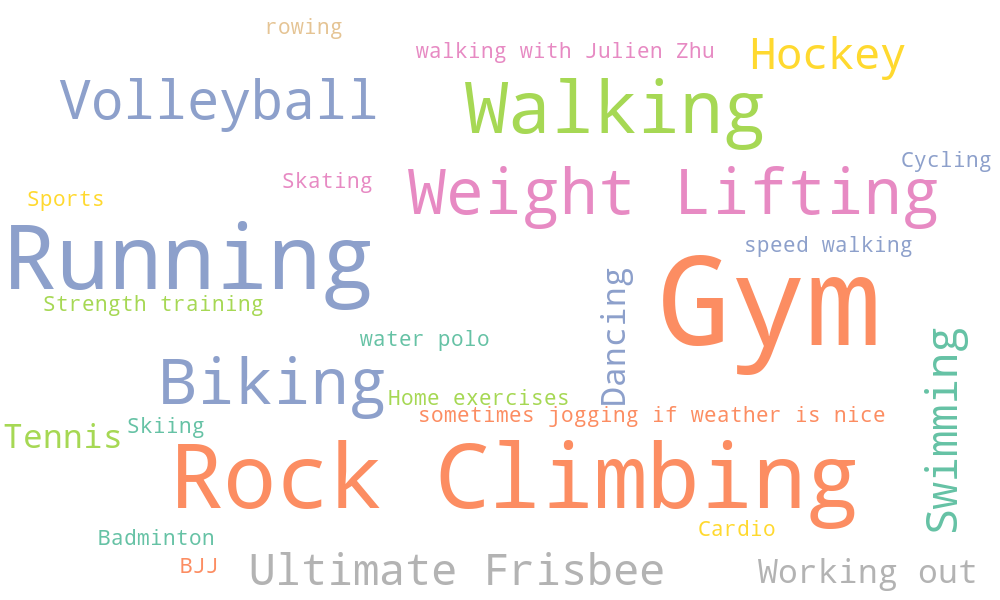 rowing
walking with Julien Zhu
Hockey
Volleyball
Walking
Cycling
Skating
Weight Lifting
Sports
Running
speed walking
Gym
Strength training
Dancing
water polo
Biking
Home exercises
sometimes jogging if weather is nice
Swimming
Tennis
Skiing
Rock Climbing
Cardio
Badminton
BJJ
Ultimate Frisbee
Working out